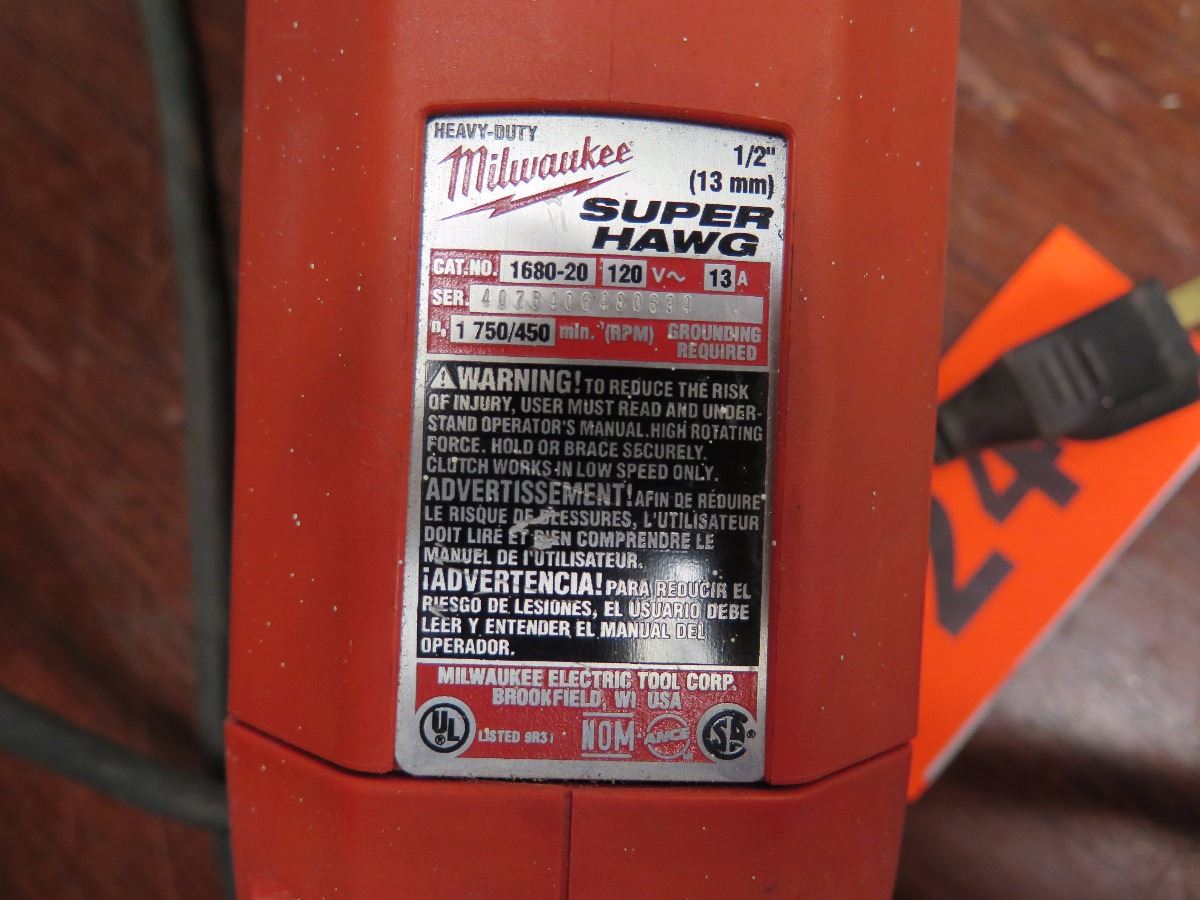 HEAVY-DUTY
Milwaukee
1/2"
(13 mm)
SUPER
HAWG
CAT.NO. 1680-20 120 V~ 13 A
SER.
n. 1 750/450 min.-1(RPM) GROUNDING
REQUIRED
⚠WARNING! TO REDUCE THE RISK
OF INJURY, USER MUST READ AND UNDER-
STAND OPERATOR'S MANUAL. HIGH ROTATING
FORCE. HOLD OR BRACE SECURELY.
CLUTCH WORKS IN LOW SPEED ONLY.
ADVERTISSEMENT! AFIN DE RÉDUIRE
LE RISQUE DE BLESSURES, L'UTILISATEUR
DOIT LIRE ET BIEN COMPRENDRE LE
MANUEL DE l'UTILISATEUR.
¡ADVERTENCIA! PARA REDUCIR EL
RIESGO DE LESIONES, EL USUARIO DEBE
LEER Y ENTENDER EL MANUAL DEL
OPERADOR.
MILWAUKEE ELECTRIC TOOL CORP.
BROOKFIELD, WI USA
UL ® LISTED NOM ANCE SA ®
24